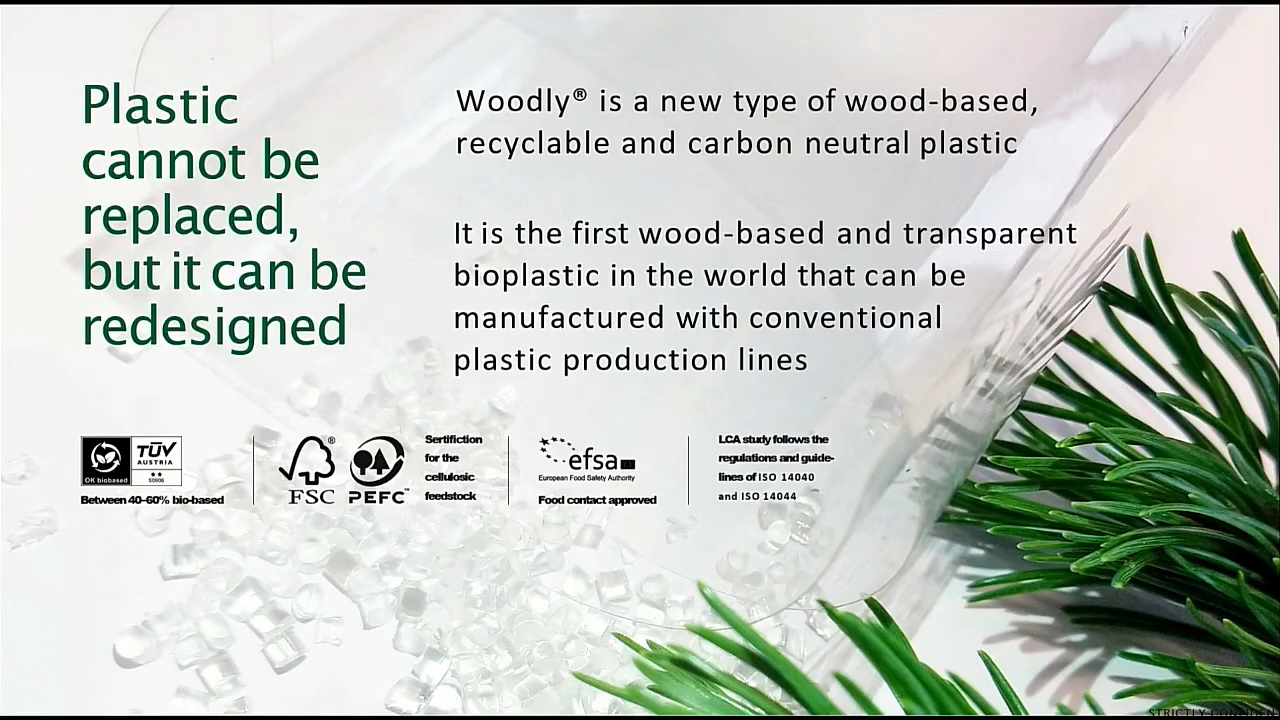 Plastic
cannot be
replaced,
but it can be
redesigned
Woodly® is a new type of wood-based,
recyclable and carbon neutral plastic
It is the first wood-based and transparent
bioplastic in the world that can be
manufactured with conventional
plastic production lines
OK biobased
TÜV
AUSTRIA
S0906
Between 40-60% bio-based
FSC®
PEFC™
Sertifiction
for the
cellulosic
feedstock
efsa
European Food Safety Authority
Food contact approved
LCA study follows the
regulations and guide-
lines of ISO 14040
and ISO 14044
STRICTLY